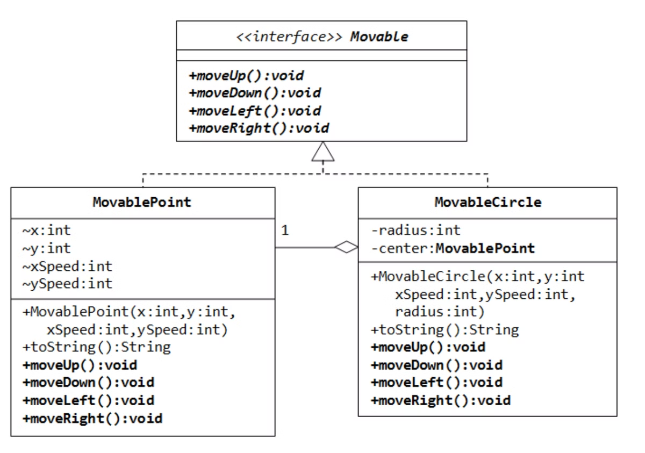 <<interface>> Movable
+moveUp():void
+moveDown():void
+moveLeft():void
+moveRight():void
MovablePoint
~x:int
~y:int
~xSpeed:int
~ySpeed:int
+MovablePoint(x:int,y:int,
xSpeed:int,ySpeed:int)
+toString():String
+moveUp():void
+moveDown():void
+moveLeft():void
+moveRight():void
1
MovableCircle
-radius:int
-center:MovablePoint
+MovableCircle(x:int,y:int
xSpeed:int,ySpeed:int,
radius:int)
+toString():String
+moveUp():void
+moveDown():void
+moveLeft():void
+moveRight():void